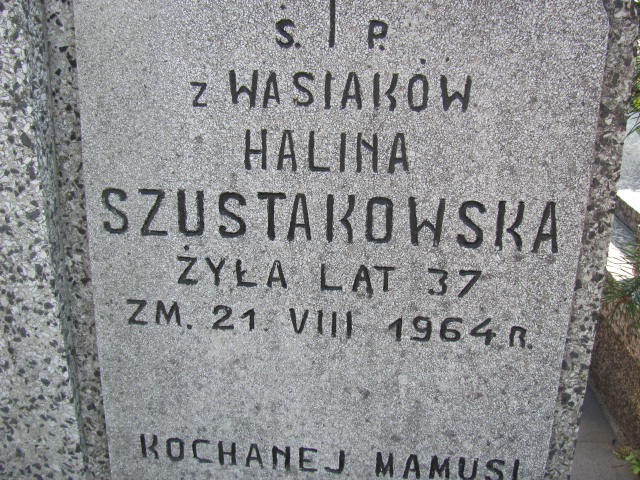 Ś. P.
z WASIAKÓW
HALINA
SZUSTAKOWSKA
ŻYŁA LAT 37
ZM. 21. VIII 1964 R.
KOCHANEJ MAMUSI